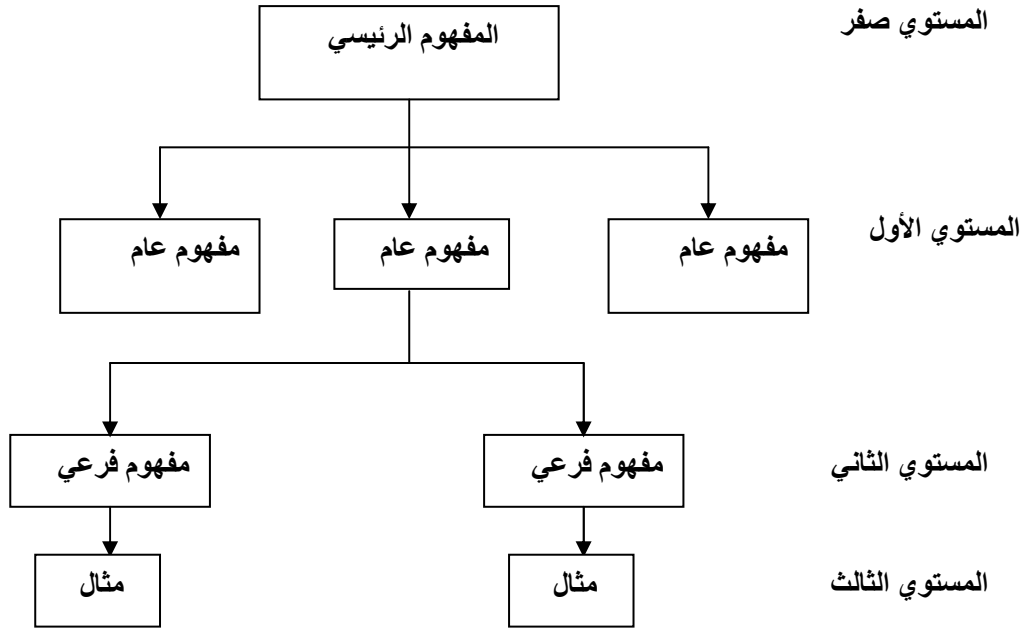 المستوي صفر
المفهوم الرئيسي
المستوي الأول
مفهوم عام
مفهوم عام
مفهوم عام
المستوي الثاني
مفهوم فرعي
مفهوم فرعي
المستوي الثالث
مثال
مثال